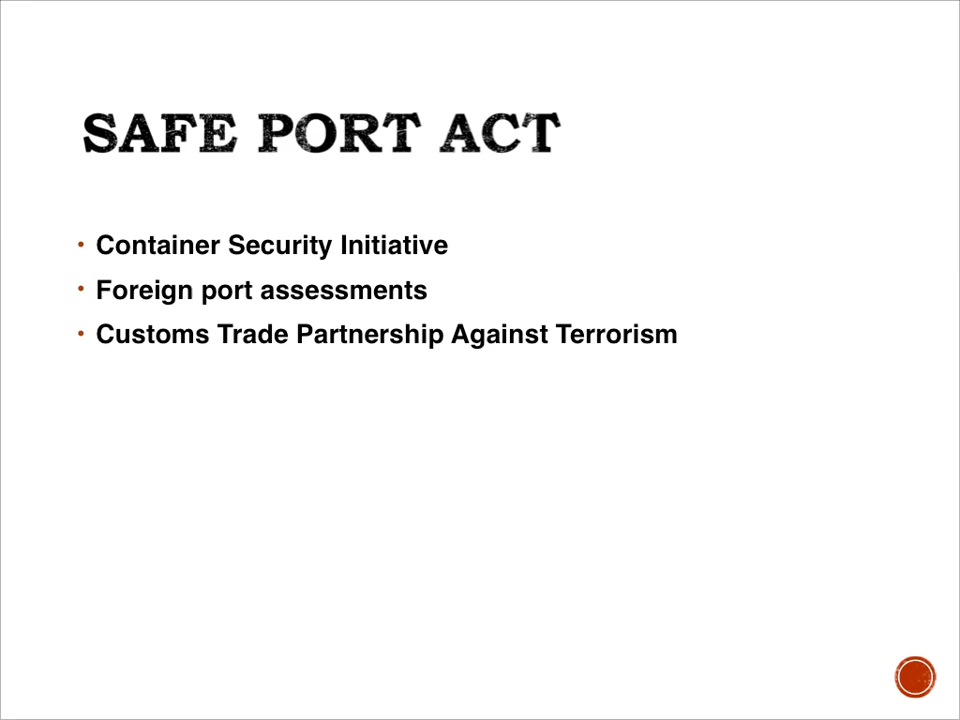 SAFE PORT ACT
• Container Security Initiative
• Foreign port assessments
• Customs Trade Partnership Against Terrorism